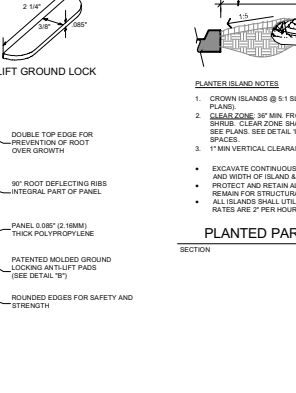 2 1/4"
3/8"
.085"
LIFT GROUND LOCK
DOUBLE TOP EDGE FOR
PREVENTION OF ROOT
OVER GROWTH
90° ROOT DEFLECTING RIBS
INTEGRAL PART OF PANEL
PANEL 0.085" (2.16MM)
THICK POLYPROPYLENE
PATENTED MOLDED GROUND
LOCKING ANTI-LIFT PADS
(SEE DETAIL "B")
ROUNDED EDGES FOR SAFETY AND
STRENGTH
1:5
PLANTER ISLAND NOTES
1. CROWN ISLANDS @ 5:1 SL
PLANS).
2. CLEAR ZONE: 36" MIN. FRO
SHRUB. CLEAR ZONE SHA
SEE PLANS. SEE DETAIL '
SPACES.
3. 1" MIN VERTICAL CLEARA
• EXCAVATE CONTINUOUS
AND WIDTH OF ISLAND &
• PROTECT AND RETAIN AL
REMAIN FOR STRUCTURA
• ALL ISLANDS SHALL UTIL
RATES ARE 2" PER HOUR
PLANTED PAR
SECTION